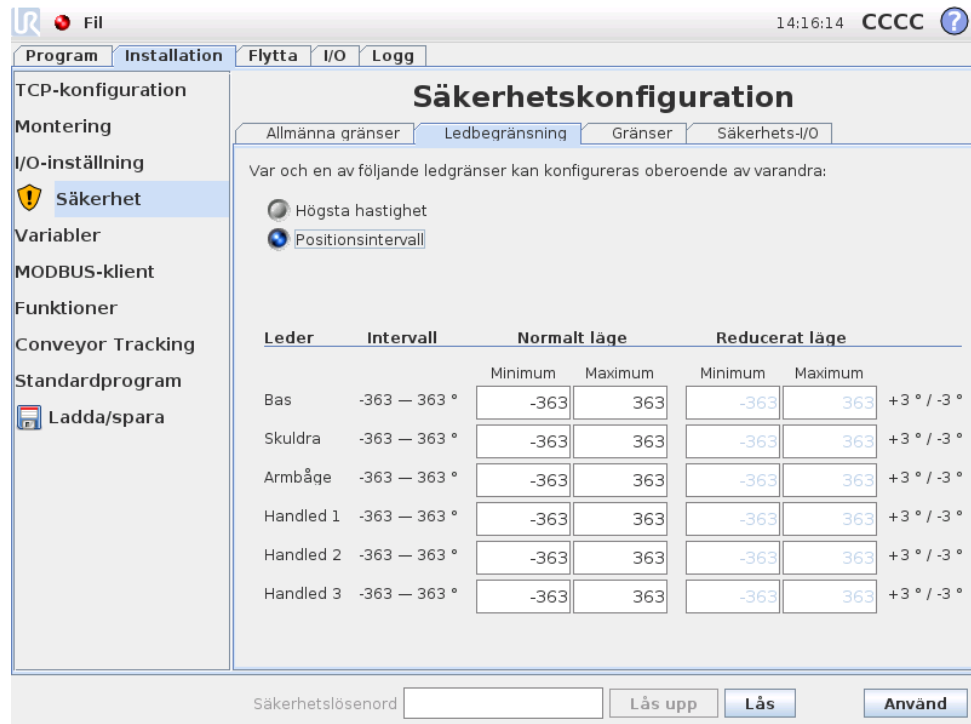 UR Fil 14:16:14 CCCC ?
Program Installation Flytta I/O Logg
TCP-konfiguration
Montering
I/O-inställning
Säkerhet
Variabler
MODBUS-klient
Funktioner
Conveyor Tracking
Standardprogram
Ladda/spara
Säkerhetskonfiguration
Allmänna gränser Ledbegränsning Gränser Säkerhets-I/O
Var och en av följande ledgränser kan konfigureras oberoende av varandra:
Högsta hastighet
Positionsintervall
Leder Intervall Normalt läge Reducerat läge
Minimum Maximum Minimum Maximum
Bas -363 — 363 ° -363 363 -363 363 +3 ° / -3 °
Skuldra -363 — 363 ° -363 363 -363 363 +3 ° / -3 °
Armbåge -363 — 363 ° -363 363 -363 363 +3 ° / -3 °
Handled 1 -363 — 363 ° -363 363 -363 363 +3 ° / -3 °
Handled 2 -363 — 363 ° -363 363 -363 363 +3 ° / -3 °
Handled 3 -363 — 363 ° -363 363 -363 363 +3 ° / -3 °
Säkerhetslösenord Lås upp Lås Använd